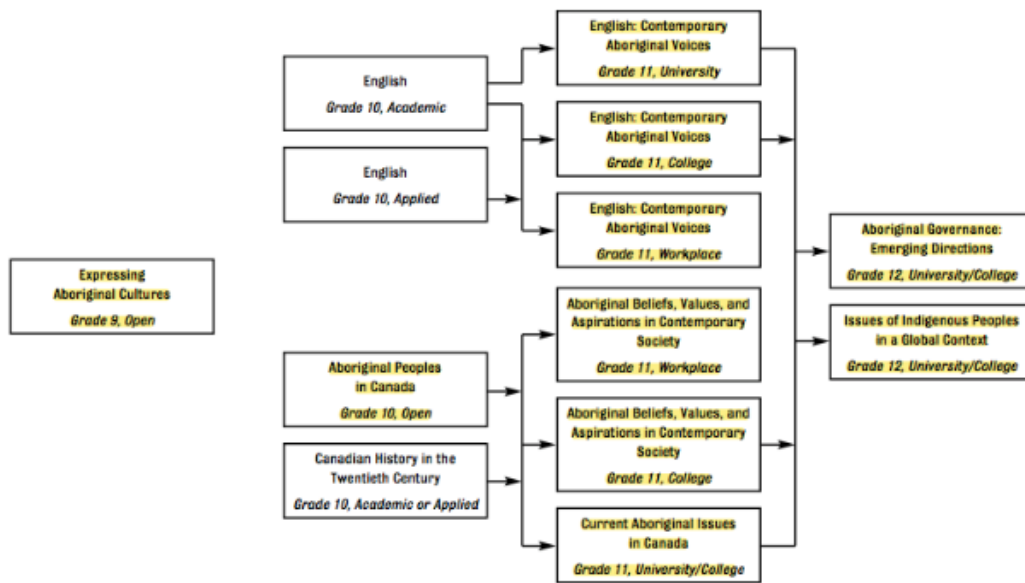 Expressing
Aboriginal Cultures
Grade 9, Open
English
Grade 10, Academic
English
Grade 10, Applied
Aboriginal Peoples
in Canada
Grade 10, Open
Canadian History in the
Twentieth Century
Grade 10, Academic or Applied
English: Contemporary
Aboriginal Voices
Grade 11, University
English: Contemporary
Aboriginal Voices
Grade 11, College
English: Contemporary
Aboriginal Voices
Grade 11, Workplace
Aboriginal Beliefs, Values, and
Aspirations in Contemporary
Society
Grade 11, Workplace
Aboriginal Beliefs, Values, and
Aspirations in Contemporary
Society
Grade 11, College
Current Aboriginal Issues
in Canada
Grade 11, University/College
Aboriginal Governance:
Emerging Directions
Grade 12, University/College
Issues of Indigenous Peoples
in a Global Context
Grade 12, University/College